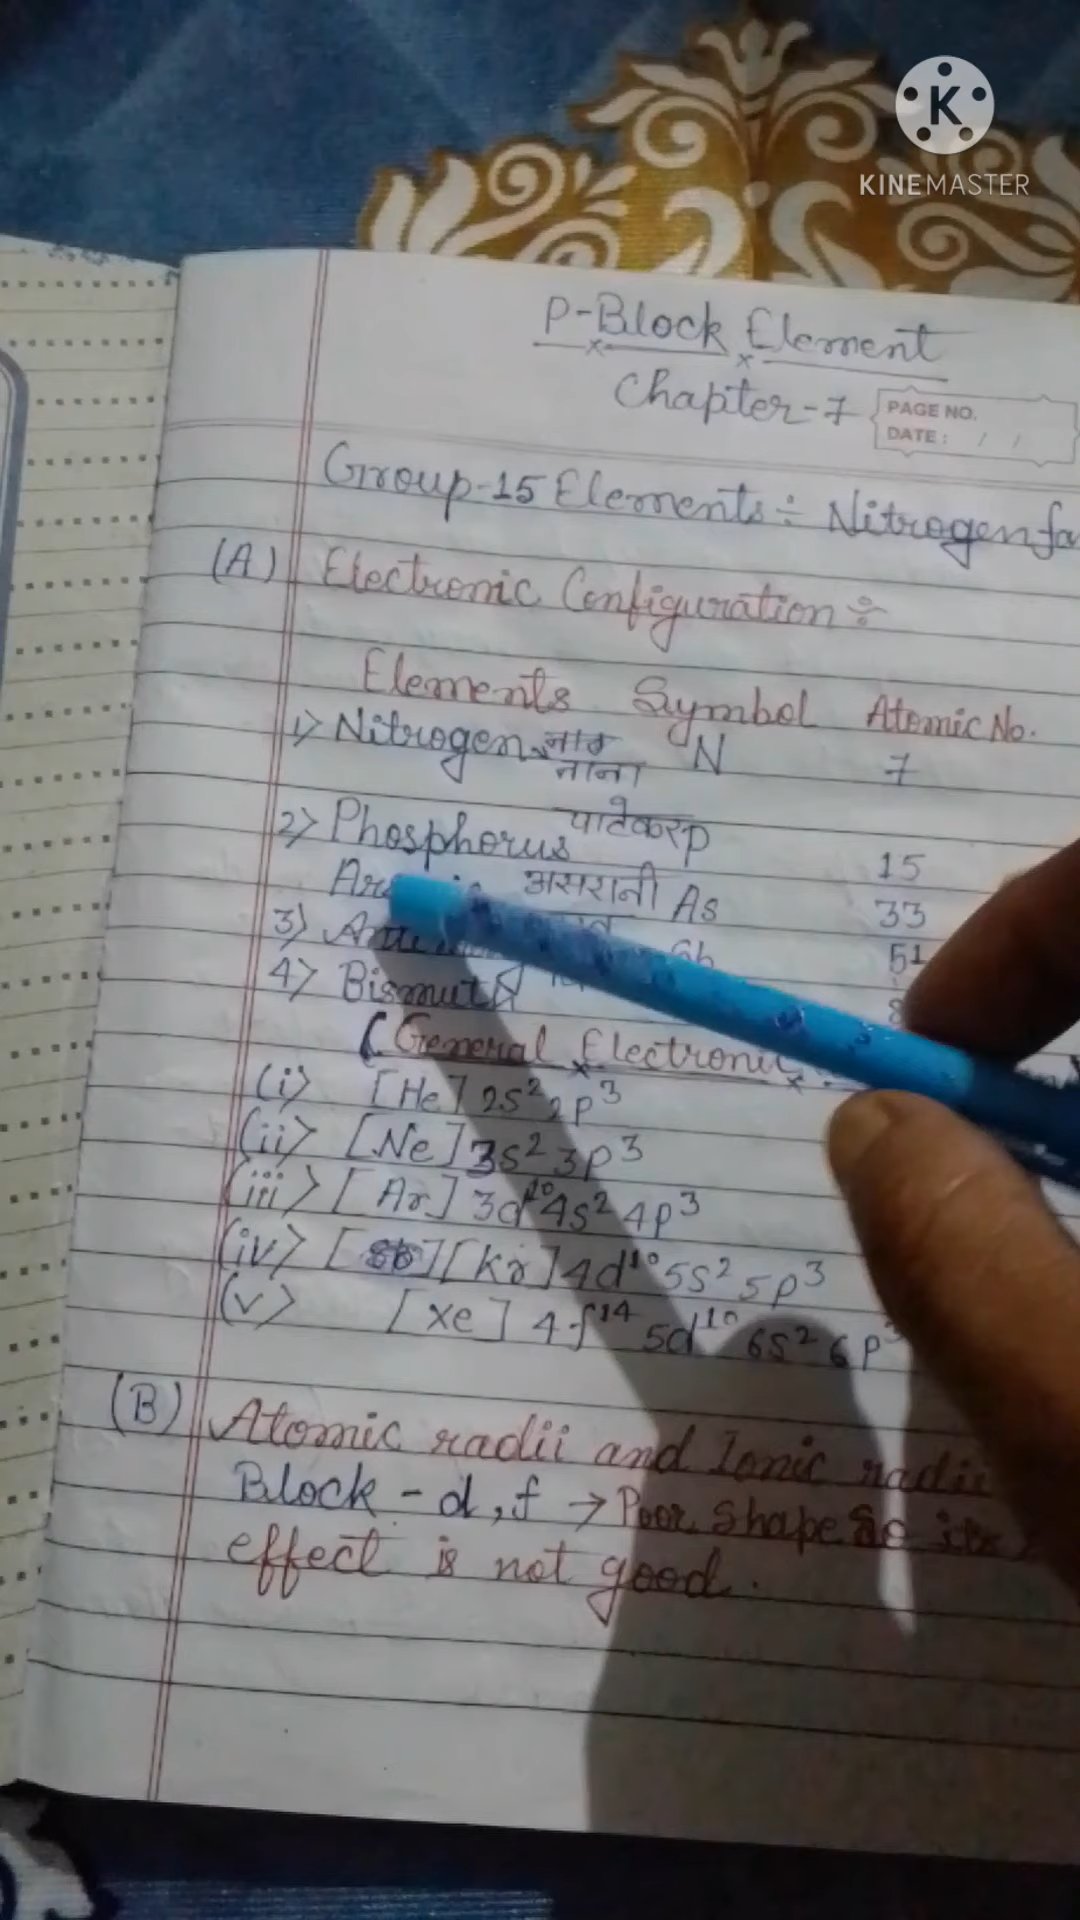 K
KINEMASTER
P-Block Element
Chapter-7
PAGE NO.
DATE: / /
Group-15 Elements÷ Nitrogen
(A) Electronic Configuration÷
Elements Symbol Atomic No.
1> Nitrogen N 7
नाना
2> Phosphorus पाटेकर P 15
असरानी As 33
3) 51
4> Bismuth
(General Electronic
(i) [He] 2s² 2p³
(ii> [Ne] 3s² 3p³
(iii> [Ar] 3d¹⁰ 4s² 4p³
(iv> [Kr] 4d¹⁰ 5s² 5p³
(v> [Xe] 4f¹⁴ 5d¹⁰ 6s² 6p³
(B) Atomic radii and Ionic radii
Block - d, f → Poor shape so
effect is not good.